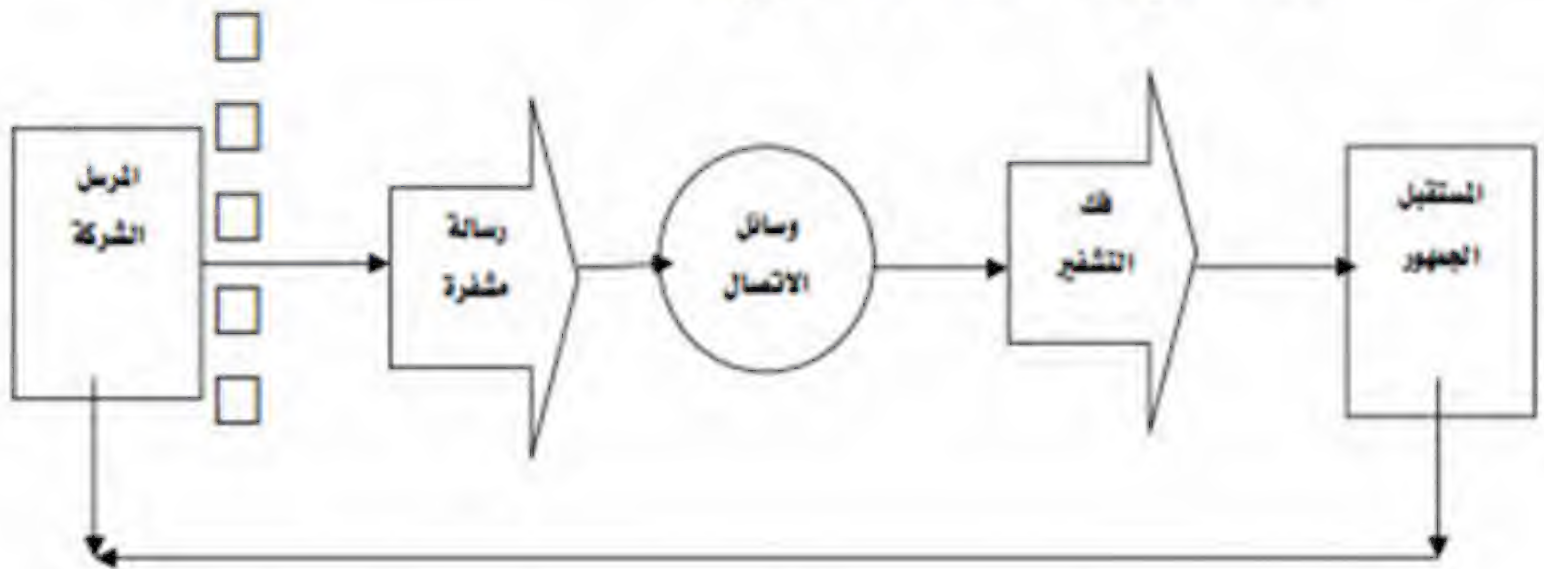 المرسل
الشركة
رسالة
مشفرة
وسائل
الاتصال
فك
التشفير
المستقبل
الجمهور